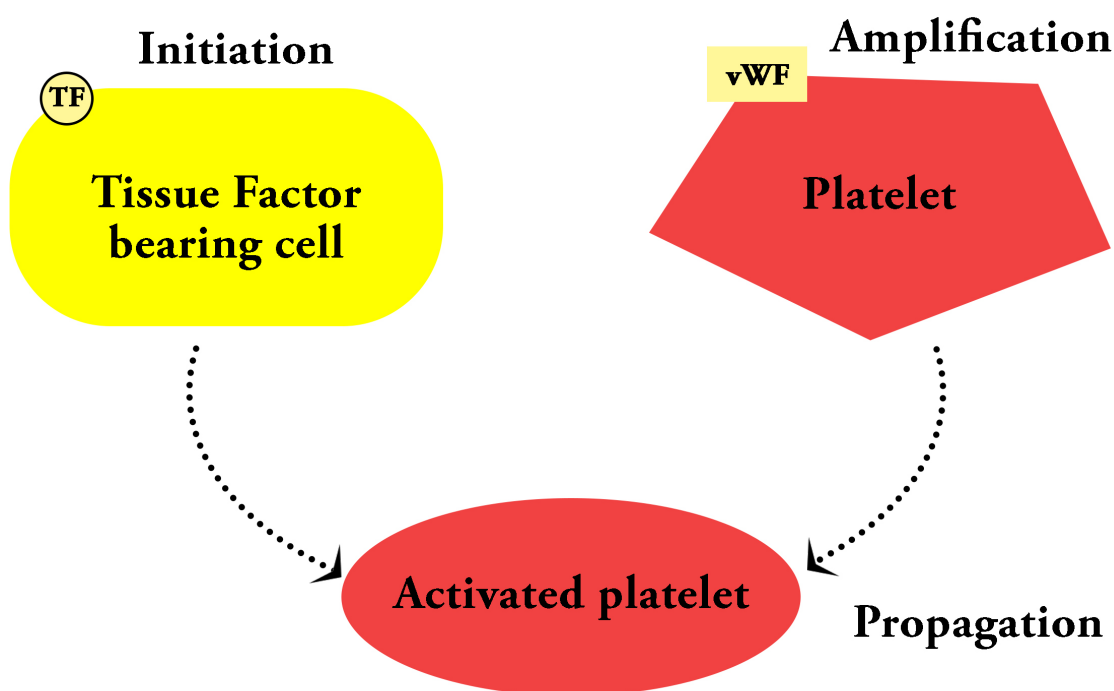 Initiation
TF
Tissue Factor
bearing cell
Amplification
vWF
Platelet
Activated platelet
Propagation